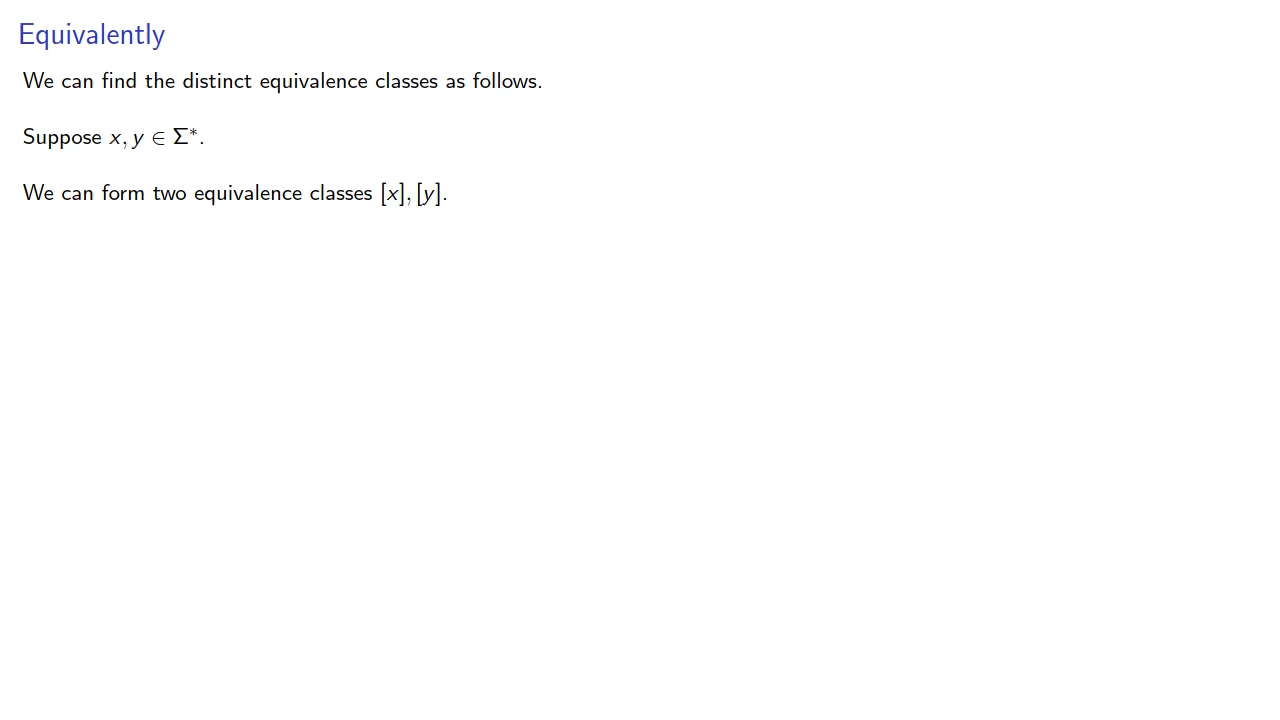 Equivalently
We can find the distinct equivalence classes as follows.
Suppose x, y ∈ Σ*.
We can form two equivalence classes [x], [y].